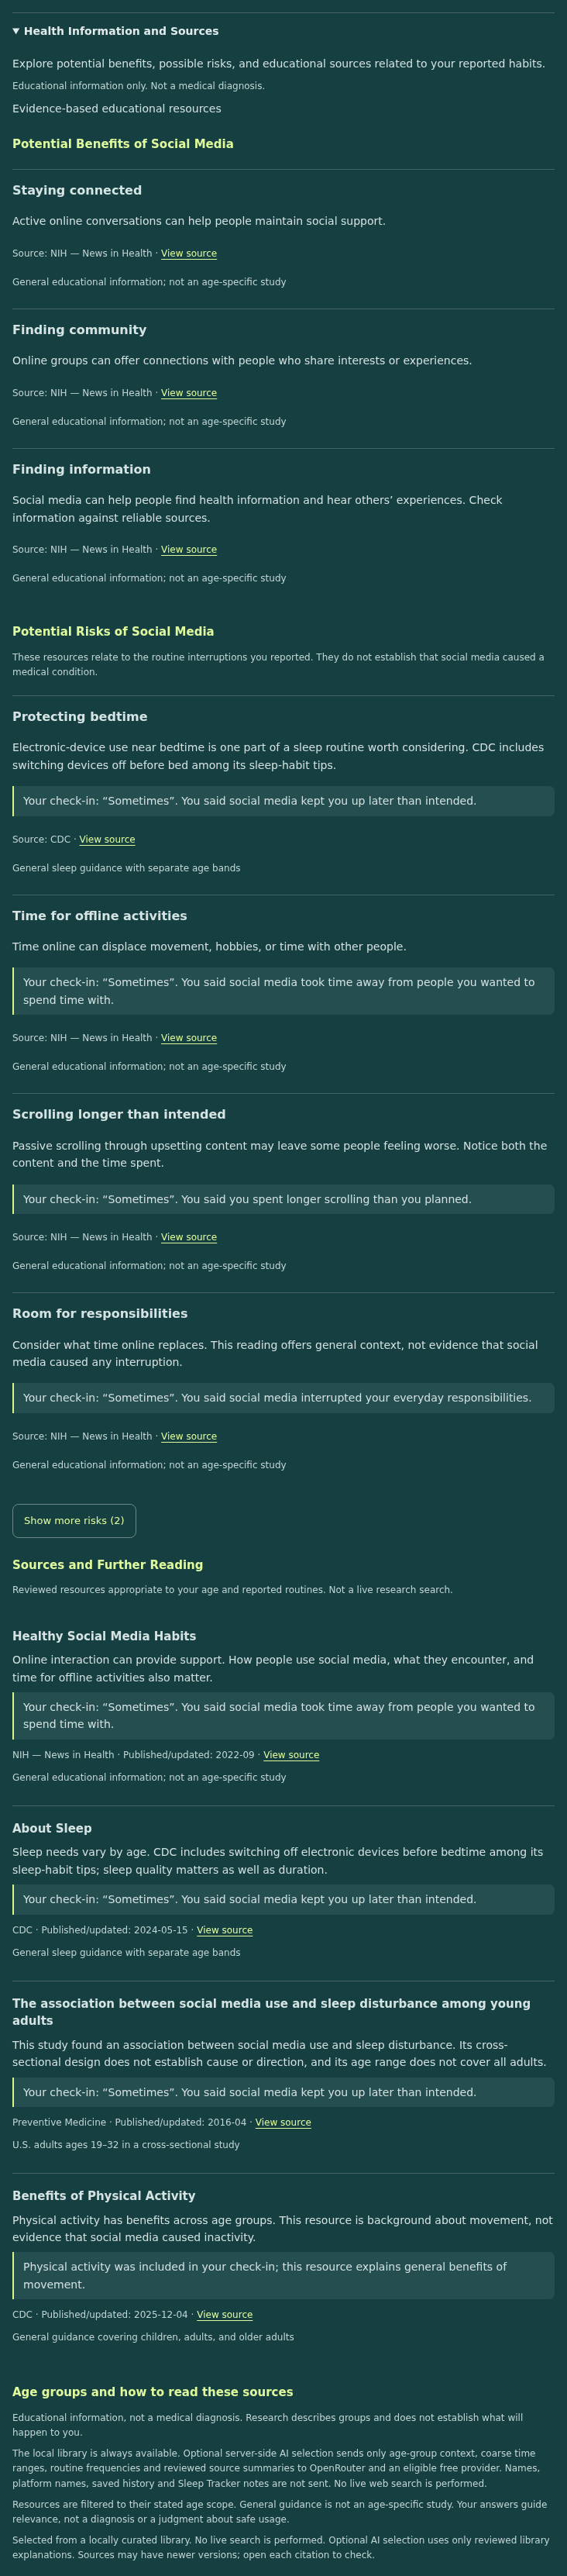 ▼ Health Information and Sources
Explore potential benefits, possible risks, and educational sources related to your reported habits.
Educational information only. Not a medical diagnosis.
Evidence-based educational resources
Potential Benefits of Social Media
Staying connected
Active online conversations can help people maintain social support.
Source: NIH — News in Health · View source
General educational information; not an age-specific study
Finding community
Online groups can offer connections with people who share interests or experiences.
Source: NIH — News in Health · View source
General educational information; not an age-specific study
Finding information
Social media can help people find health information and hear others’ experiences. Check
information against reliable sources.
Source: NIH — News in Health · View source
General educational information; not an age-specific study
Potential Risks of Social Media
These resources relate to the routine interruptions you reported. They do not establish that social media caused a
medical condition.
Protecting bedtime
Electronic-device use near bedtime is one part of a sleep routine worth considering. CDC includes
switching devices off before bed among its sleep-habit tips.
Your check-in: “Sometimes”. You said social media kept you up later than intended.
Source: CDC · View source
General sleep guidance with separate age bands
Time for offline activities
Time online can displace movement, hobbies, or time with other people.
Your check-in: “Sometimes”. You said social media took time away from people you wanted to
spend time with.
Source: NIH — News in Health · View source
General educational information; not an age-specific study
Scrolling longer than intended
Passive scrolling through upsetting content may leave some people feeling worse. Notice both the
content and the time spent.
Your check-in: “Sometimes”. You said you spent longer scrolling than you planned.
Source: NIH — News in Health · View source
General educational information; not an age-specific study
Room for responsibilities
Consider what time online replaces. This reading offers general context, not evidence that social
media caused any interruption.
Your check-in: “Sometimes”. You said social media interrupted your everyday responsibilities.
Source: NIH — News in Health · View source
General educational information; not an age-specific study
Show more risks (2)
Sources and Further Reading
Reviewed resources appropriate to your age and reported routines. Not a live research search.
Healthy Social Media Habits
Online interaction can provide support. How people use social media, what they encounter, and
time for offline activities also matter.
Your check-in: “Sometimes”. You said social media took time away from people you wanted to
spend time with.
NIH — News in Health · Published/updated: 2022-09 · View source
General educational information; not an age-specific study
About Sleep
Sleep needs vary by age. CDC includes switching off electronic devices before bedtime among its
sleep-habit tips; sleep quality matters as well as duration.
Your check-in: “Sometimes”. You said social media kept you up later than intended.
CDC · Published/updated: 2024-05-15 · View source
General sleep guidance with separate age bands
The association between social media use and sleep disturbance among young
adults
This study found an association between social media use and sleep disturbance. Its cross-
sectional design does not establish cause or direction, and its age range does not cover all adults.
Your check-in: “Sometimes”. You said social media kept you up later than intended.
Preventive Medicine · Published/updated: 2016-04 · View source
U.S. adults ages 19–32 in a cross-sectional study
Benefits of Physical Activity
Physical activity has benefits across age groups. This resource is background about movement, not
evidence that social media caused inactivity.
Physical activity was included in your check-in; this resource explains general benefits of
movement.
CDC · Published/updated: 2025-12-04 · View source
General guidance covering children, adults, and older adults
Age groups and how to read these sources
Educational information, not a medical diagnosis. Research describes groups and does not establish what will
happen to you.
The local library is always available. Optional server-side AI selection sends only age-group context, coarse time
ranges, routine frequencies and reviewed source summaries to OpenRouter and an eligible free provider. Names,
platform names, saved history and Sleep Tracker notes are not sent. No live web search is performed.
Resources are filtered to their stated age scope. General guidance is not an age-specific study. Your answers guide
relevance, not a diagnosis or a judgment about safe usage.
Selected from a locally curated library. No live search is performed. Optional AI selection uses only reviewed library
explanations. Sources may have newer versions; open each citation to check.